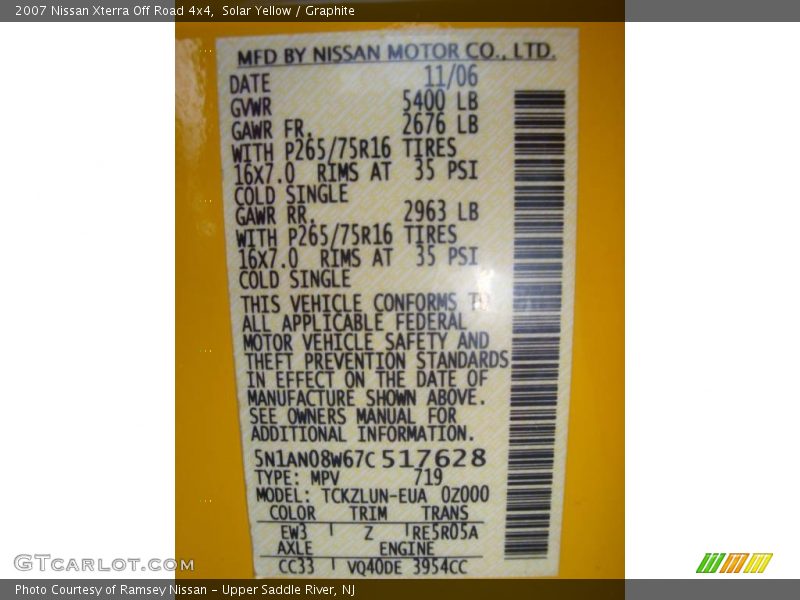 2007 Nissan Xterra Off Road 4x4,  Solar Yellow / Graphite
MFD BY NISSAN MOTOR CO., LTD.
DATE 11/06
GVWR 5400 LB
GAWR FR. 2676 LB
WITH P265/75R16 TIRES
16X7.0 RIMS AT 35 PSI
COLD SINGLE
GAWR RR. 2963 LB
WITH P265/75R16 TIRES
16X7.0 RIMS AT 35 PSI
COLD SINGLE
THIS VEHICLE CONFORMS TO
ALL APPLICABLE FEDERAL
MOTOR VEHICLE SAFETY AND
THEFT PREVENTION STANDARDS
IN EFFECT ON THE DATE OF
MANUFACTURE SHOWN ABOVE.
SEE OWNERS MANUAL FOR
ADDITIONAL INFORMATION.
5N1AN08W67C517628
TYPE: MPV 719
MODEL: TCKZLUN-EUA 0Z000
COLOR TRIM TRANS
EW3 Z RE5R05A
AXLE ENGINE
CC33 VQ40DE 3954CC
GTcarlot.com
Photo Courtesy of Ramsey Nissan - Upper Saddle River, NJ